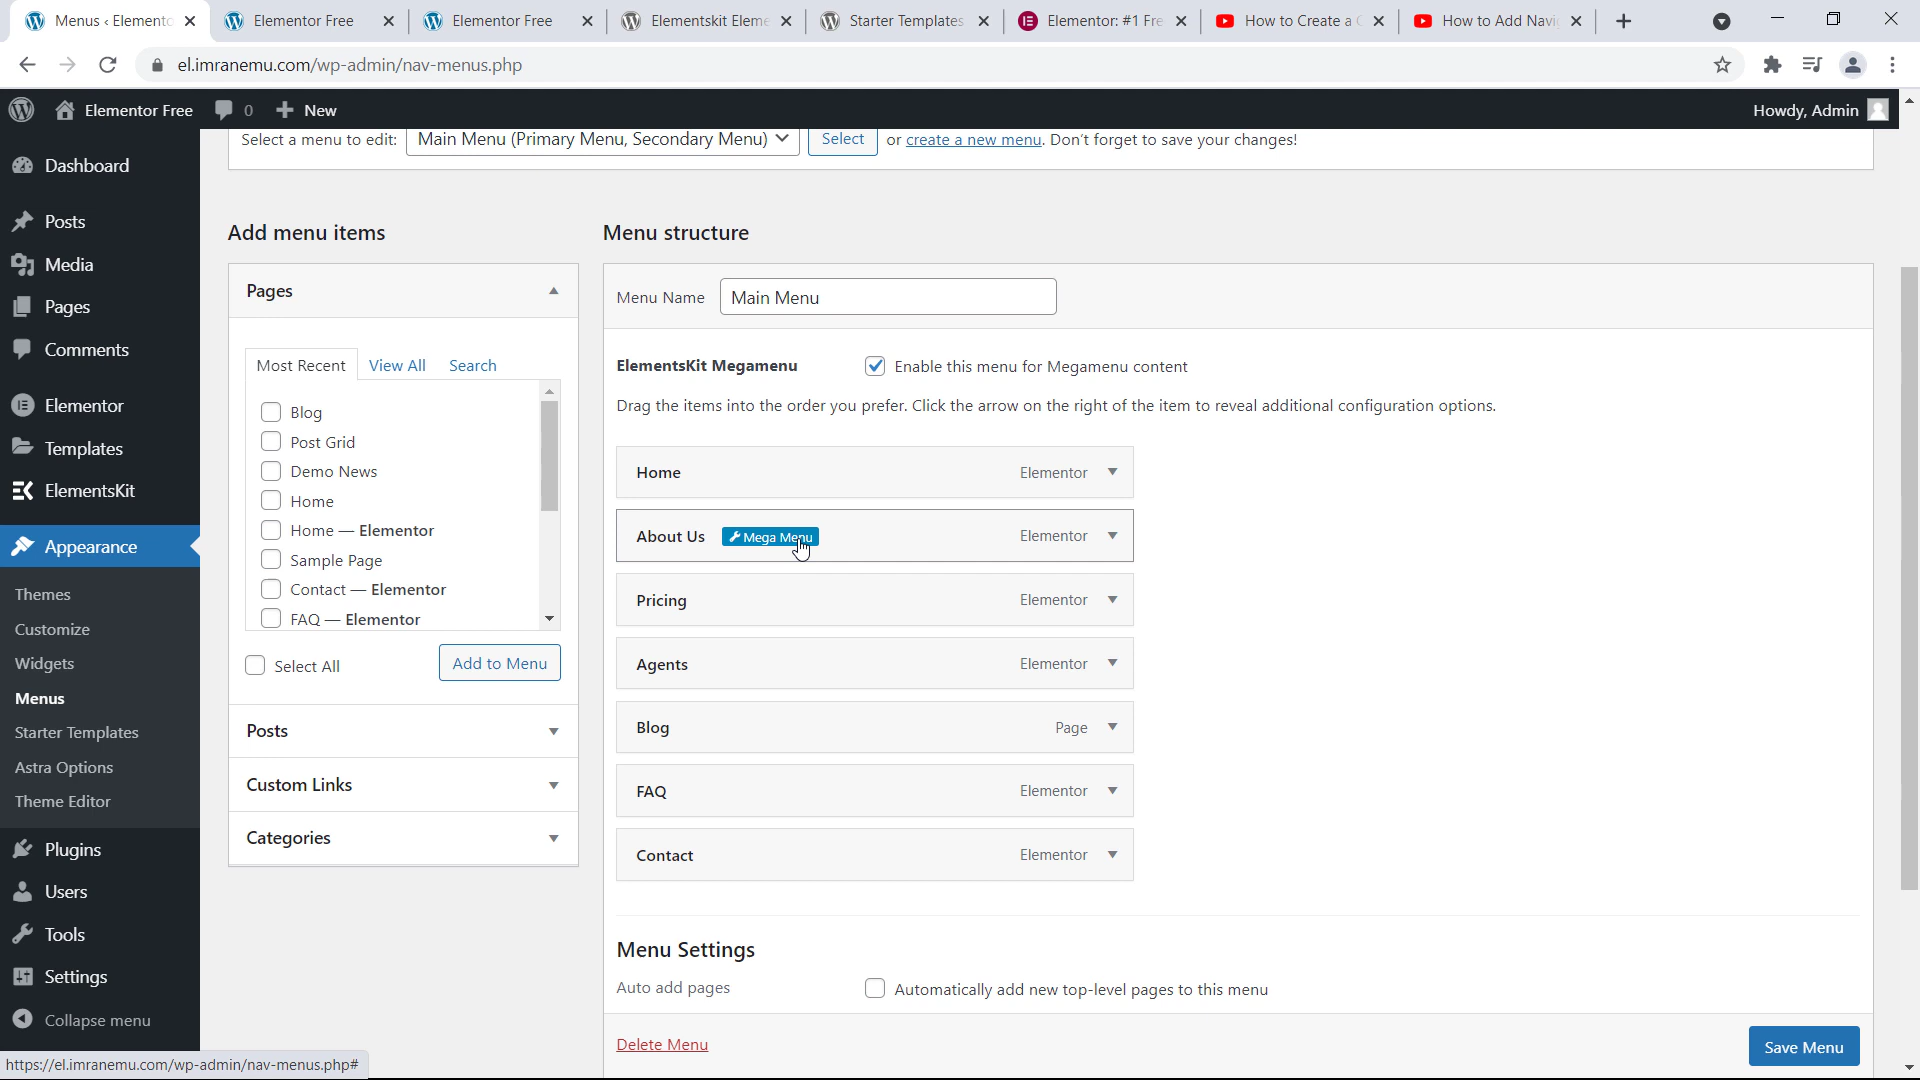 Menus ‹ Elemento
Elementor Free
Elementor Free
Elementskit Eleme
Starter Templates
Elementor: #1 Fre
How to Create a C
How to Add Navi
el.imranemu.com/wp-admin/nav-menus.php
Elementor Free
0
New
Howdy, Admin
Select a menu to edit: Main Menu (Primary Menu, Secondary Menu) Select or create a new menu. Don't forget to save your changes!
Dashboard
Posts
Media
Pages
Comments
Elementor
Templates
ElementsKit
Appearance
Themes
Customize
Widgets
Menus
Starter Templates
Astra Options
Theme Editor
Plugins
Users
Tools
Settings
Collapse menu
https://el.imranemu.com/wp-admin/nav-menus.php#
Add menu items
Pages
Most Recent View All Search
Blog
Post Grid
Demo News
Home
Home — Elementor
Sample Page
Contact — Elementor
FAQ — Elementor
Select All Add to Menu
Posts
Custom Links
Categories
Menu structure
Menu Name Main Menu
ElementsKit Megamenu Enable this menu for Megamenu content
Drag the items into the order you prefer. Click the arrow on the right of the item to reveal additional configuration options.
Home Elementor
About Us Mega Menu Elementor
Pricing Elementor
Agents Elementor
Blog Page
FAQ Elementor
Contact Elementor
Menu Settings
Auto add pages Automatically add new top-level pages to this menu
Delete Menu Save Menu